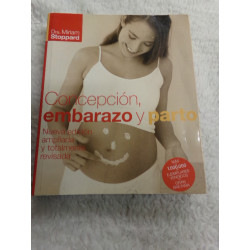 Dra. Miriam
Stoppard
Concepción,
embarazo y parto
Nueva edición
ampliada
y totalmente
revisada